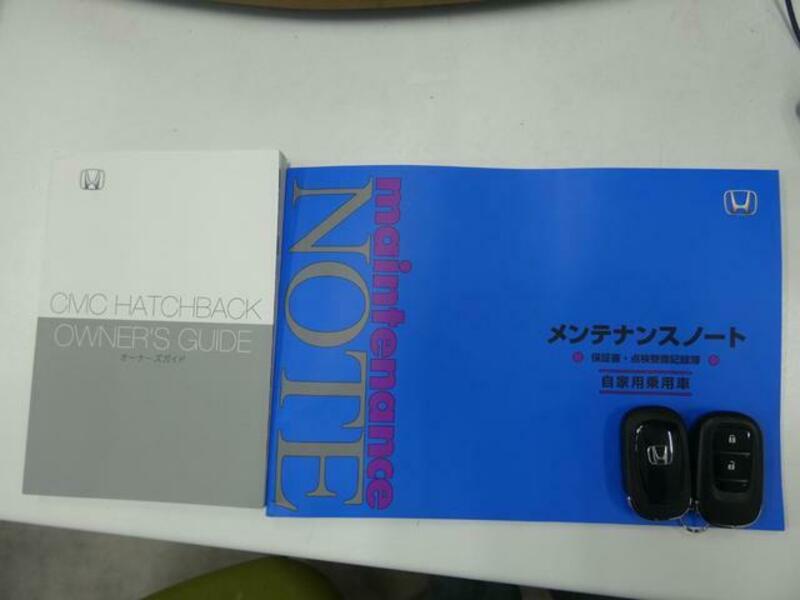 CIVIC HATCHBACK
OWNER'S GUIDE
オーナーズガイド
maintenance
NOTE
メンテナンスノート
保証書・点検整備記録簿
自家用乗用車